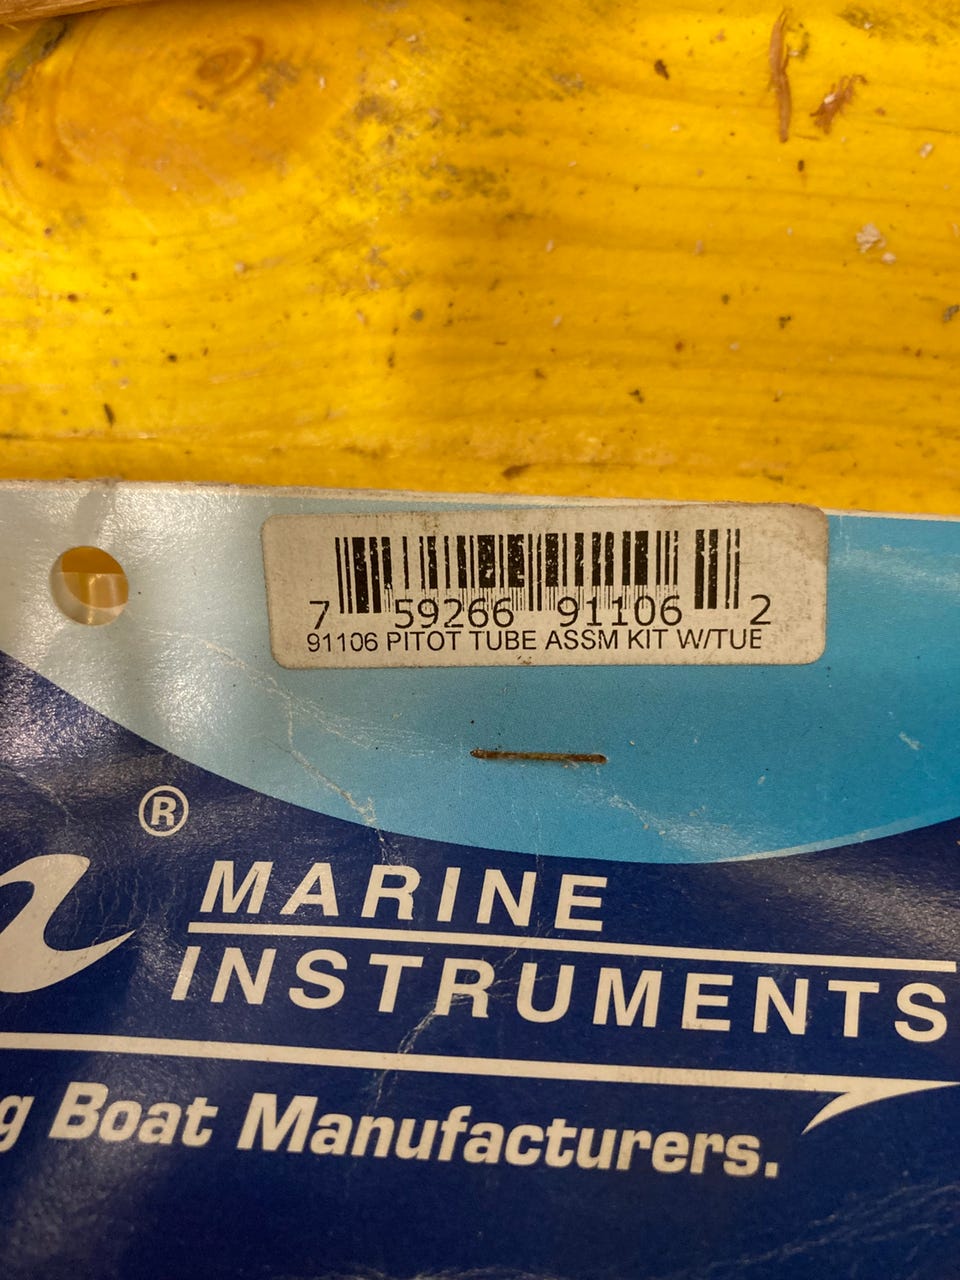 7 59266 91106 2
91106 PITOT TUBE ASSM KIT W/TUE
®
MARINE
INSTRUMENTS
g Boat Manufacturers.